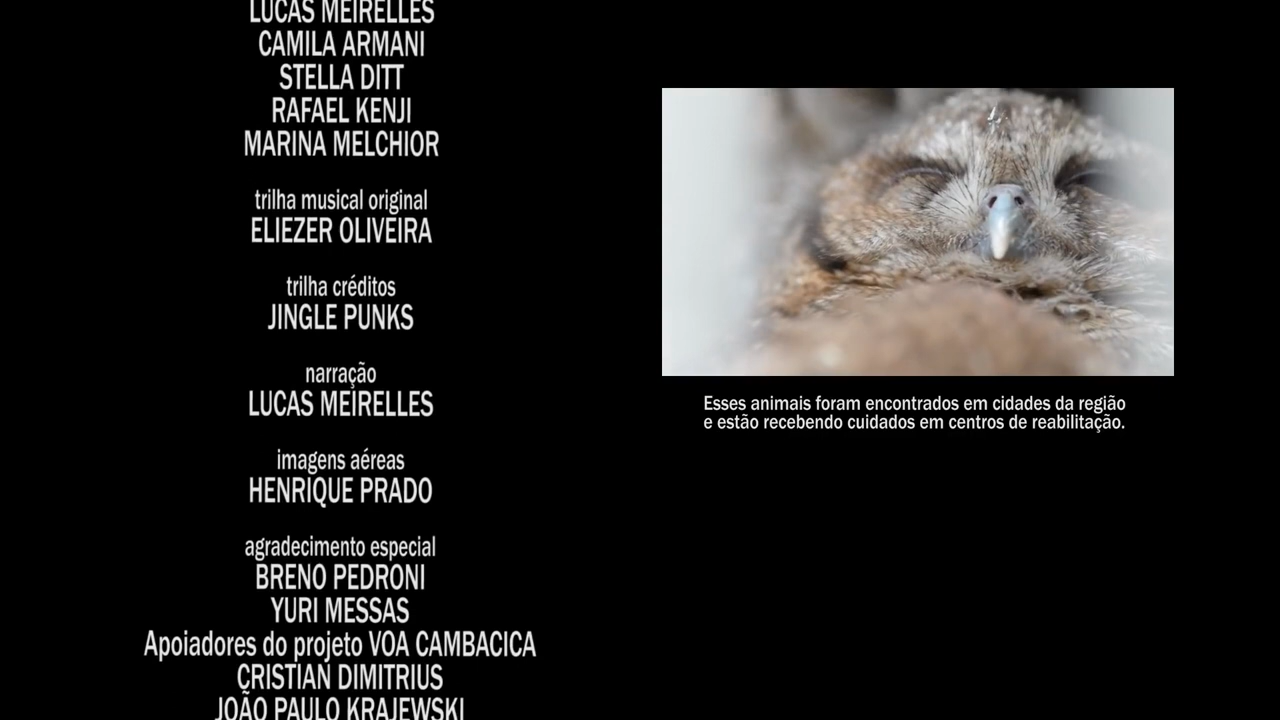 LUCAS MEIRELLES
CAMILA ARMANI
STELLA DITT
RAFAEL KENJI
MARINA MELCHIOR
trilha musical original
ELIEZER OLIVEIRA
trilha créditos
JINGLE PUNKS
narração
LUCAS MEIRELLES
imagens aéreas
HENRIQUE PRADO
agradecimento especial
BRENO PEDRONI
YURI MESSAS
Apoiadores do projeto VOA CAMBACICA
CRISTIAN DIMITRIUS
JOÃO PAULO KRAJEWSKI
Esses animais foram encontrados em cidades da região
e estão recebendo cuidados em centros de reabilitação.